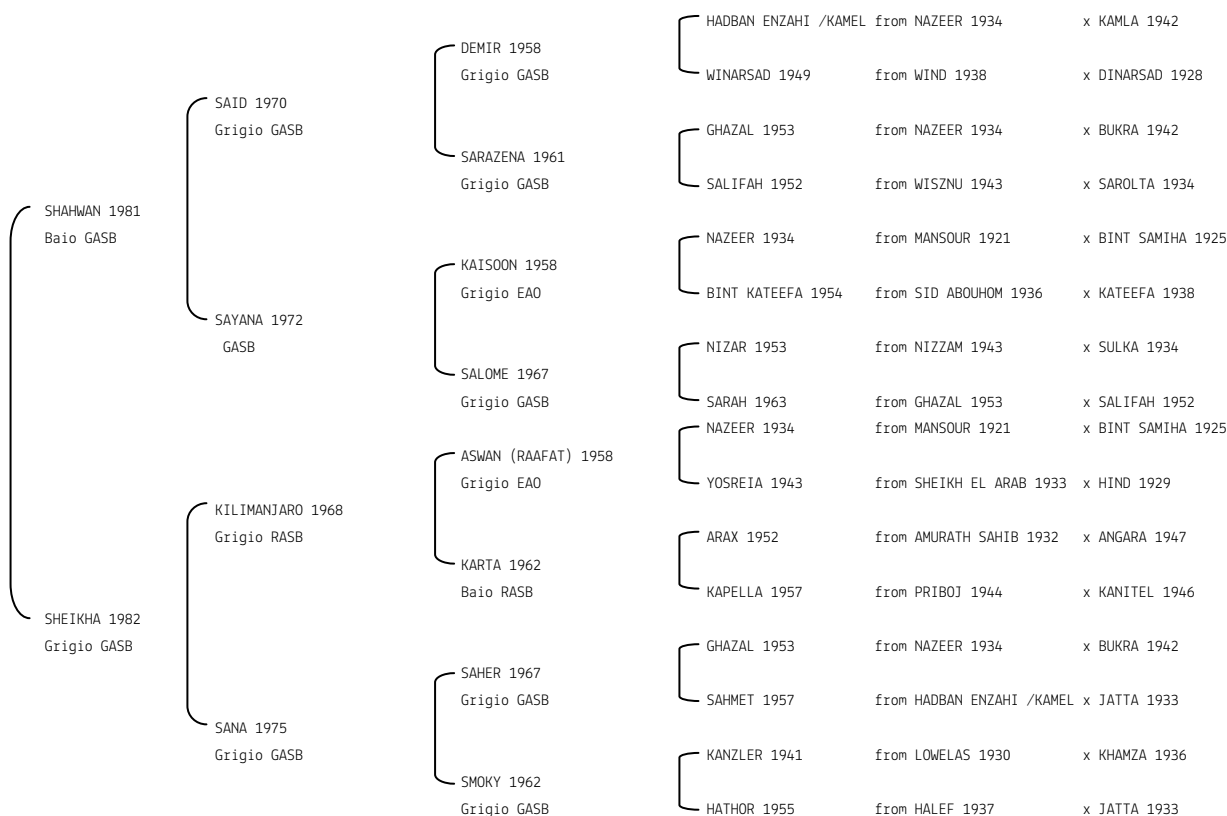 HADBAN ENZAHI /KAMEL from NAZEER 1934 x KAMLA 1942
DEMIR 1958
Grigio GASB
WINARSAD 1949 from WIND 1938 x DINARSAD 1928
SAID 1970
Grigio GASB
GHAZAL 1953 from NAZEER 1934 x BUKRA 1942
SARAZENA 1961
Grigio GASB
SALIFAH 1952 from WISZNU 1943 x SAROLTA 1934
SHAHWAN 1981
Baio GASB
NAZEER 1934 from MANSOUR 1921 x BINT SAMIHA 1925
KAISOON 1958
Grigio EAO
BINT KATEEFA 1954 from SID ABOUHOM 1936 x KATEEFA 1938
SAYANA 1972
GASB
NIZAR 1953 from NIZZAM 1943 x SULKA 1934
SALOME 1967
Grigio GASB
SARAH 1963 from GHAZAL 1953 x SALIFAH 1952
NAZEER 1934 from MANSOUR 1921 x BINT SAMIHA 1925
ASWAN (RAAFAT) 1958
Grigio EAO
YOSREIA 1943 from SHEIKH EL ARAB 1933 x HIND 1929
KILIMANJARO 1968
Grigio RASB
ARAX 1952 from AMURATH SAHIB 1932 x ANGARA 1947
KARTA 1962
Baio RASB
KAPELLA 1957 from PRIBOJ 1944 x KANITEL 1946
SHEIKHA 1982
Grigio GASB
GHAZAL 1953 from NAZEER 1934 x BUKRA 1942
SAHER 1967
Grigio GASB
SAHMET 1957 from HADBAN ENZAHI /KAMEL x JATTA 1933
SANA 1975
Grigio GASB
KANZLER 1941 from LOWELAS 1930 x KHAMZA 1936
SMOKY 1962
Grigio GASB
HATHOR 1955 from HALEF 1937 x JATTA 1933